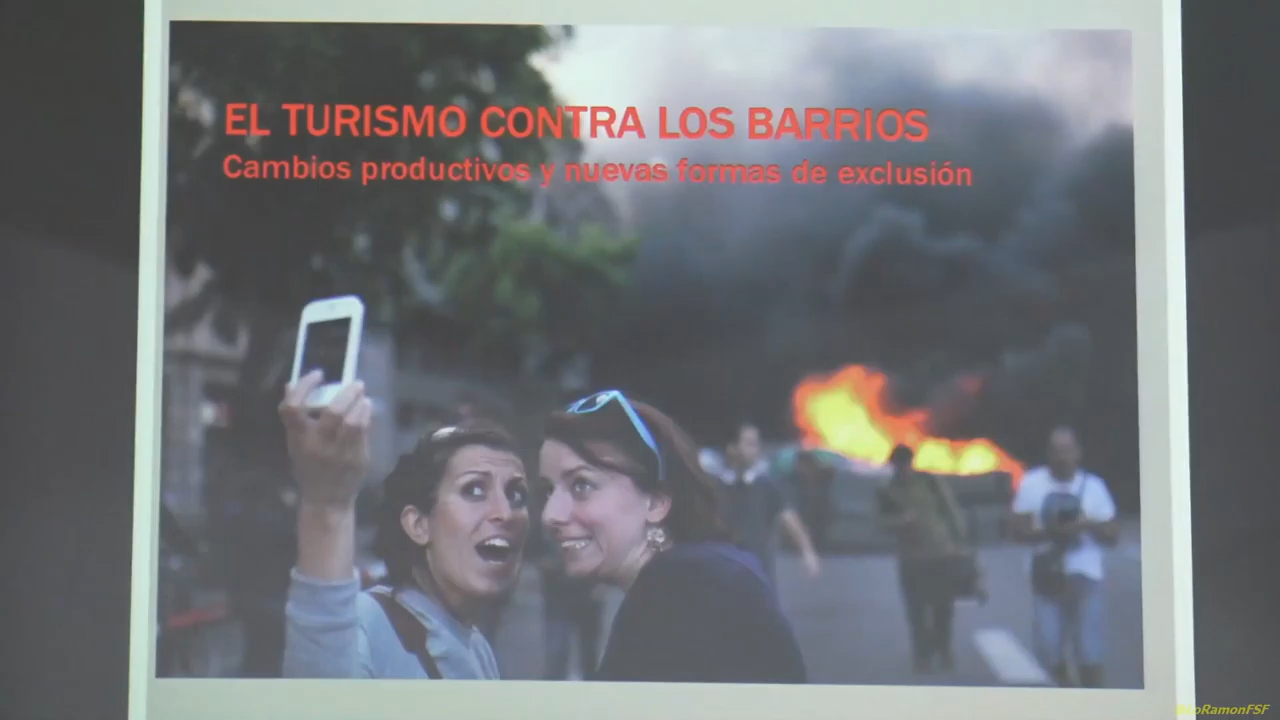 EL TURISMO CONTRA LOS BARRIOS
Cambios productivos y nuevas formas de exclusión